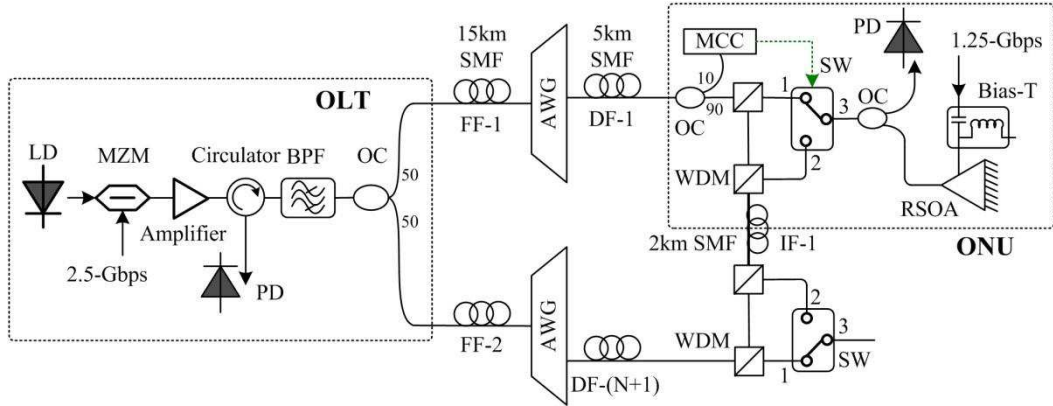 OLT
LD
MZM
Amplifier
2.5-Gbps
Circulator
BPF
OC
50
50
PD
15km
SMF
FF-1
AWG
5km
SMF
DF-1
MCC
10
90
OC
SW
1
2
3
OC
PD
1.25-Gbps
Bias-T
RSOA
WDM
2km SMF
IF-1
ONU
FF-2
AWG
DF-(N+1)
WDM
2
3
1
SW